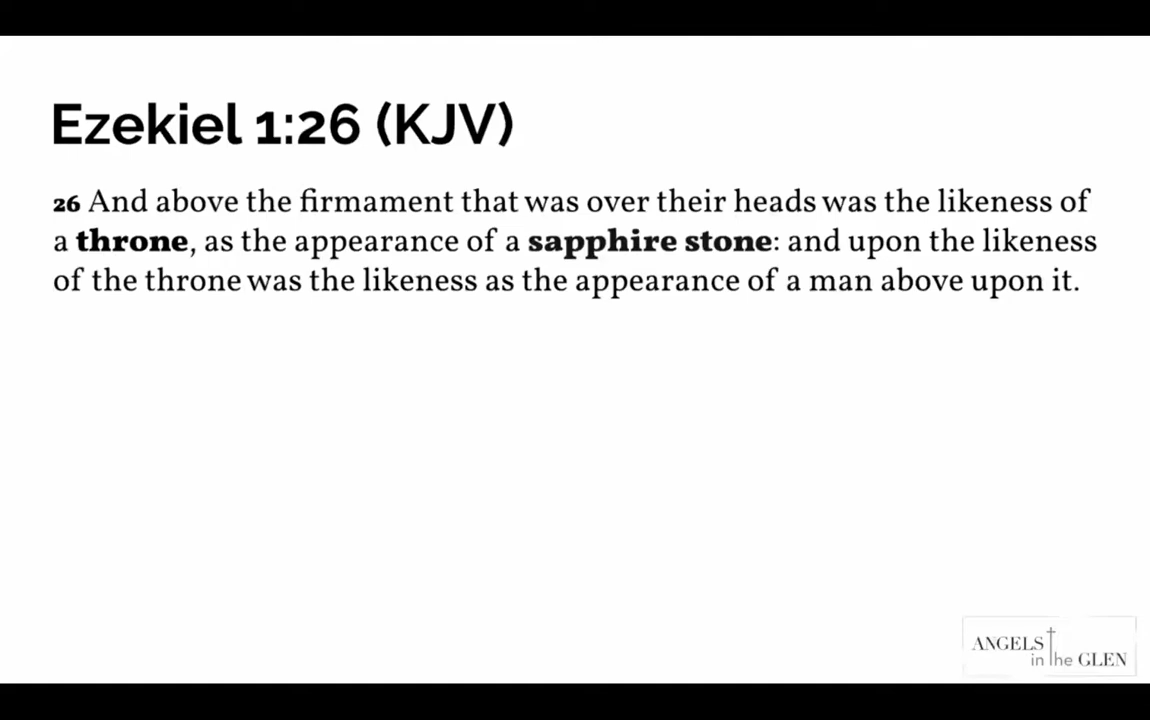 Ezekiel 1:26 (KJV)
26 And above the firmament that was over their heads was the likeness of
a throne, as the appearance of a sapphire stone: and upon the likeness
of the throne was the likeness as the appearance of a man above upon it.
ANGELS
in the GLEN